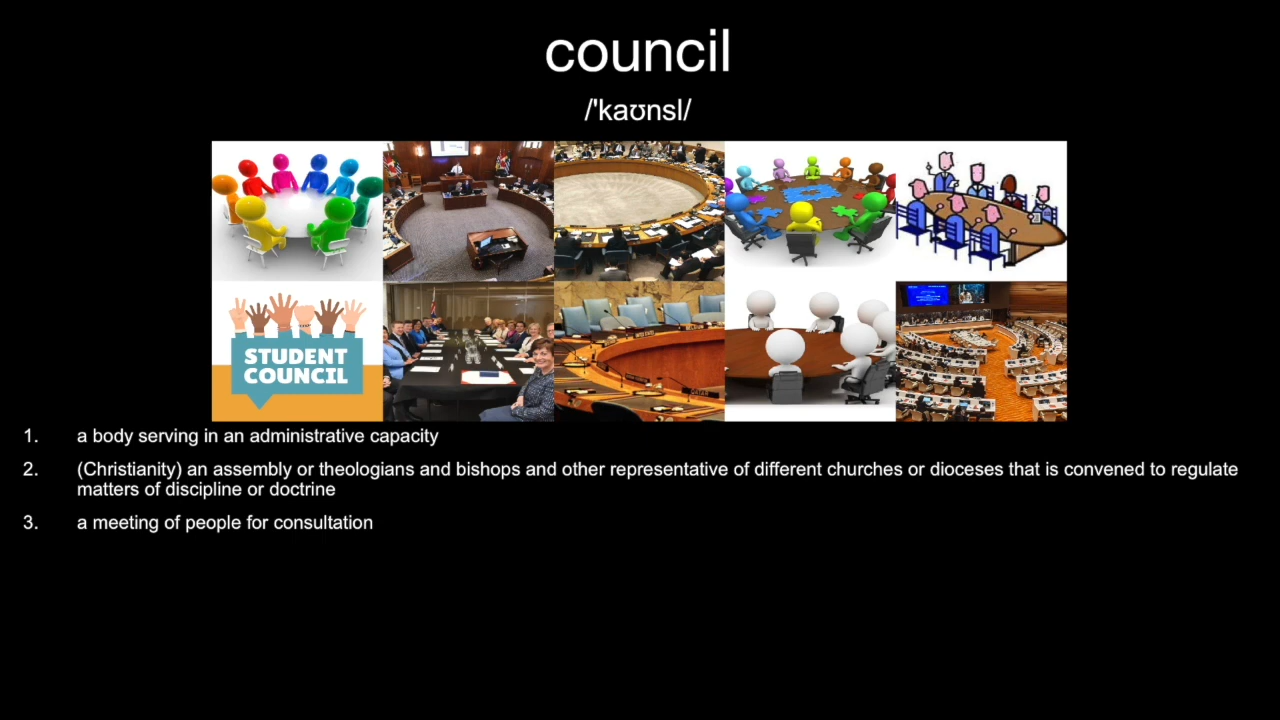 council
/'kaʊnsl/
STUDENT
COUNCIL
1. a body serving in an administrative capacity
2. (Christianity) an assembly or theologians and bishops and other representative of different churches or dioceses that is convened to regulate
matters of discipline or doctrine
3. a meeting of people for consultation